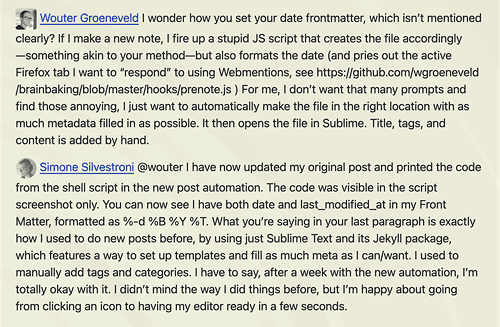 Wouter Groeneveld I wonder how you set your date frontmatter, which isn't mentioned
clearly? If I make a new note, I fire up a stupid JS script that creates the file accordingly
—something akin to your method—but also formats the date (and pries out the active
Firefox tab I want to “respond” to using Webmentions, see https://github.com/wgroeneveld
/brainbaking/blob/master/hooks/prenote.js ) For me, I don't want that many prompts and
find those annoying, I just want to automatically make the file in the right location with as
much metadata filled in as possible. It then opens the file in Sublime. Title, tags, and
content is added by hand.
Simone Silvestroni @wouter I have now updated my original post and printed the code
from the shell script in the new post automation. The code was visible in the script
screenshot only. You can now see I have both date and last_modified_at in my Front
Matter, formatted as %-d %B %Y %T. What you're saying in your last paragraph is exactly
how I used to do new posts before, by using just Sublime Text and its Jekyll package,
which features a way to set up templates and fill as much meta as I can/want. I used to
manually add tags and categories. I have to say, after a week with the new automation, I'm
totally okay with it. I didn't mind the way I did things before, but I'm happy about going
from clicking an icon to having my editor ready in a few seconds.